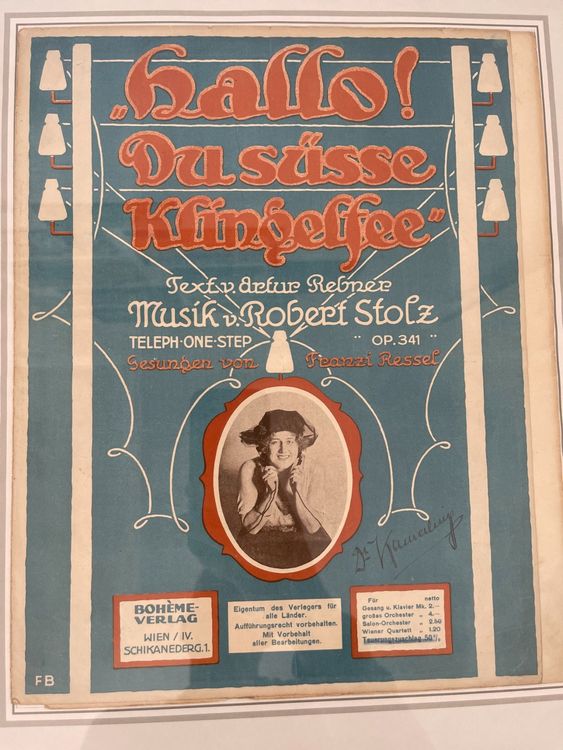 „Hallo!
Du süsse
Klingelfee"
Text v. Artur Rebner
Musik v. Robert Stolz
TELEPH·ONE-STEP " OP. 341 "
Gesungen von Franzi Ressel
BOHÈME-
VERLAG
WIEN / IV.
SCHIKANEDERG.1.
Eigentum des Verlegers für
alle Länder.
Aufführungsrecht vorbehalten.
Mit Vorbehalt
aller Bearbeitungen.
Für netto
Gesang u. Klavier Mk. 2.—
großes Orchester „ 4.—
Salon-Orchester „ 2.50
Wiener Quartett „ 1.20
Teuerungszuschlag 50%
FB